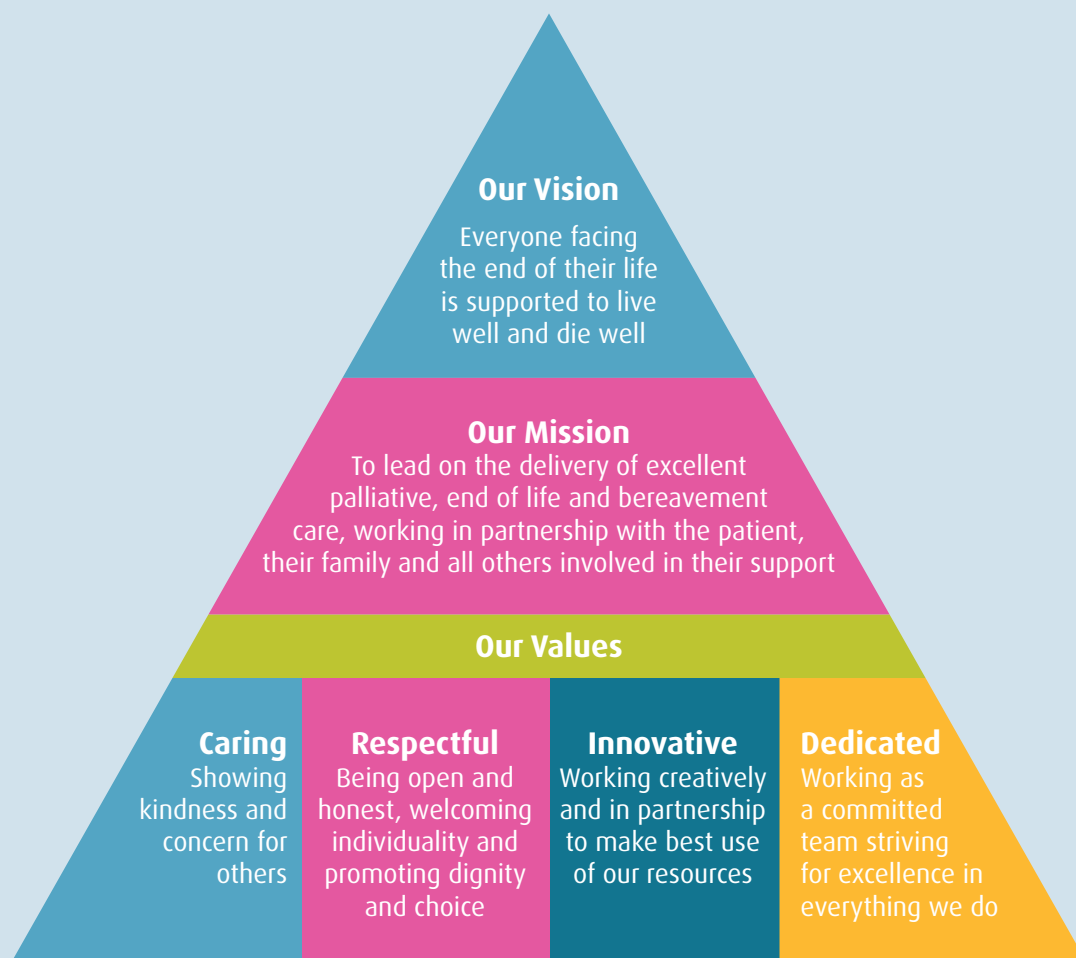 Our Vision
Everyone facing
the end of their life
is supported to live
well and die well
Our Mission
To lead on the delivery of excellent
palliative, end of life and bereavement
care, working in partnership with the patient,
their family and all others involved in their support
Our Values
Caring
Showing
kindness and
concern for
others
Respectful
Being open and
honest, welcoming
individuality and
promoting dignity
and choice
Innovative
Working creatively
and in partnership
to make best use
of our resources
Dedicated
Working as
a committed
team striving
for excellence in
everything we do